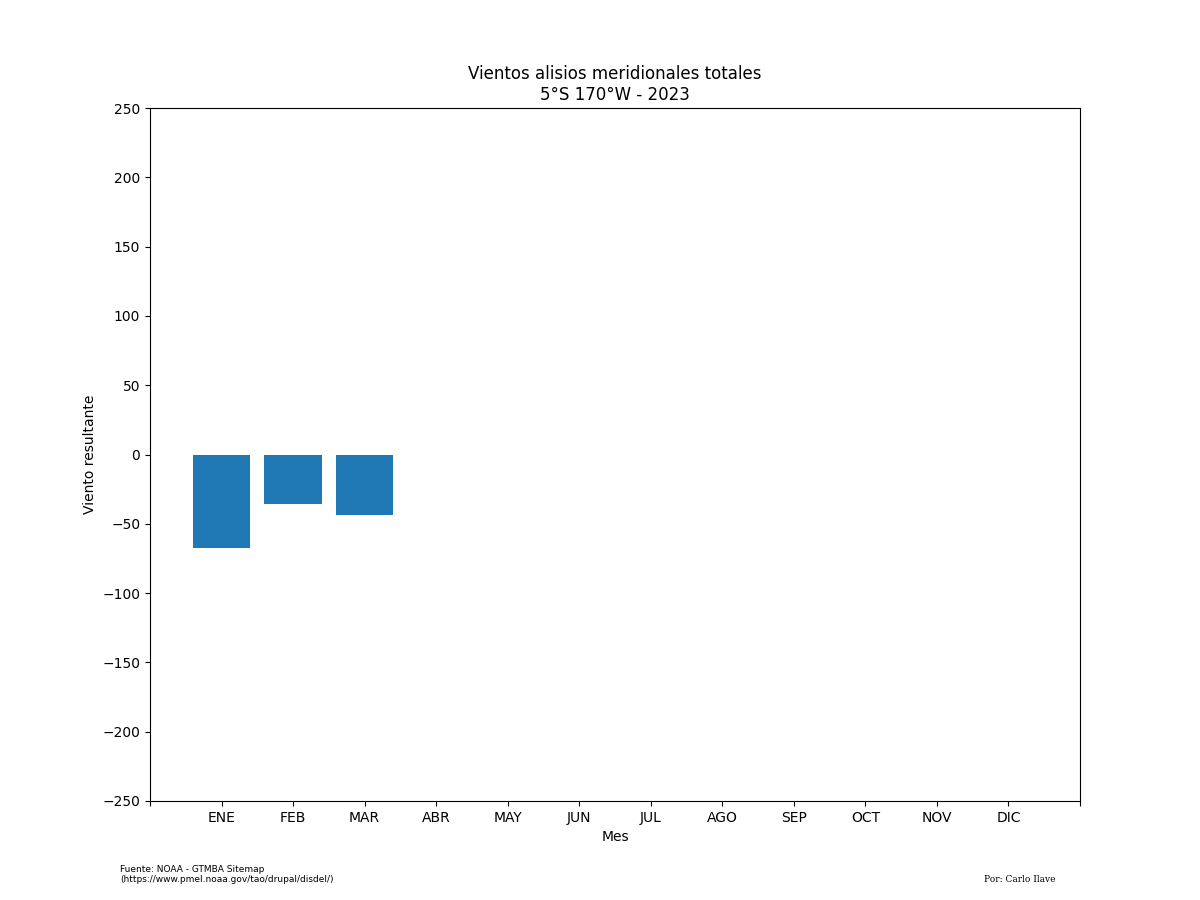 Vientos alisios meridionales totales
5°S 170°W - 2023
250
200
150
100
50
0
−50
−100
−150
−200
−250
Viento resultante
ENE FEB MAR ABR MAY JUN JUL AGO SEP OCT NOV DIC
Mes
Fuente: NOAA - GTMBA Sitemap
(https://www.pmel.noaa.gov/tao/drupal/disdel/)
Por: Carlo Ilave